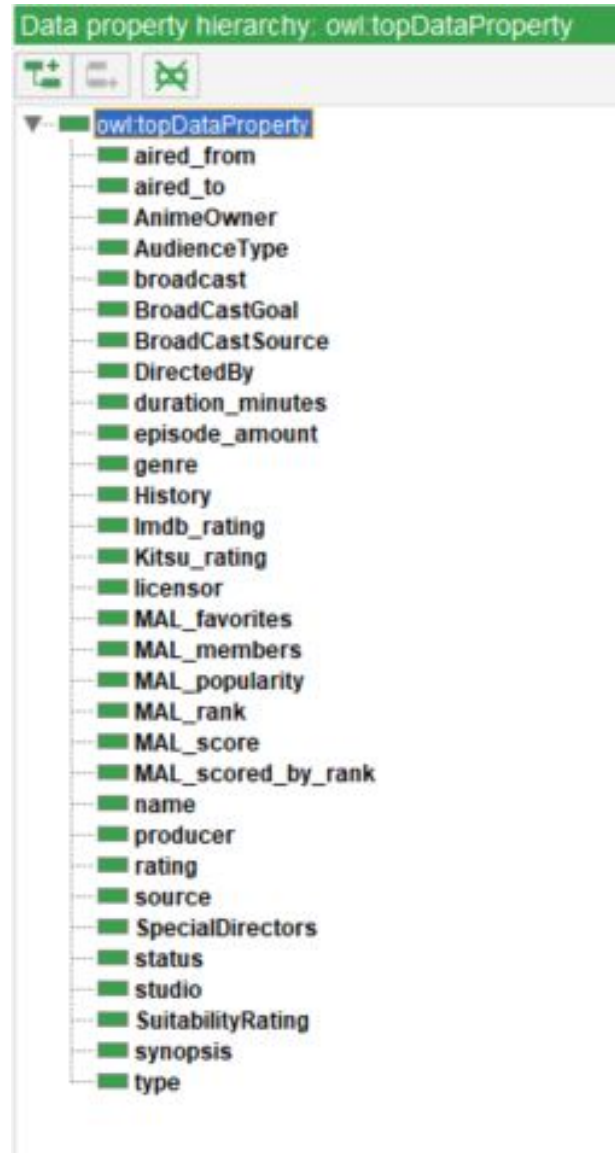 Data property hierarchy: owl:topDataProperty
owl:topDataProperty
aired_from
aired_to
AnimeOwner
AudienceType
broadcast
BroadCastGoal
BroadCastSource
DirectedBy
duration_minutes
episode_amount
genre
History
Imdb_rating
Kitsu_rating
licensor
MAL_favorites
MAL_members
MAL_popularity
MAL_rank
MAL_score
MAL_scored_by_rank
name
producer
rating
source
SpecialDirectors
status
studio
SuitabilityRating
synopsis
type